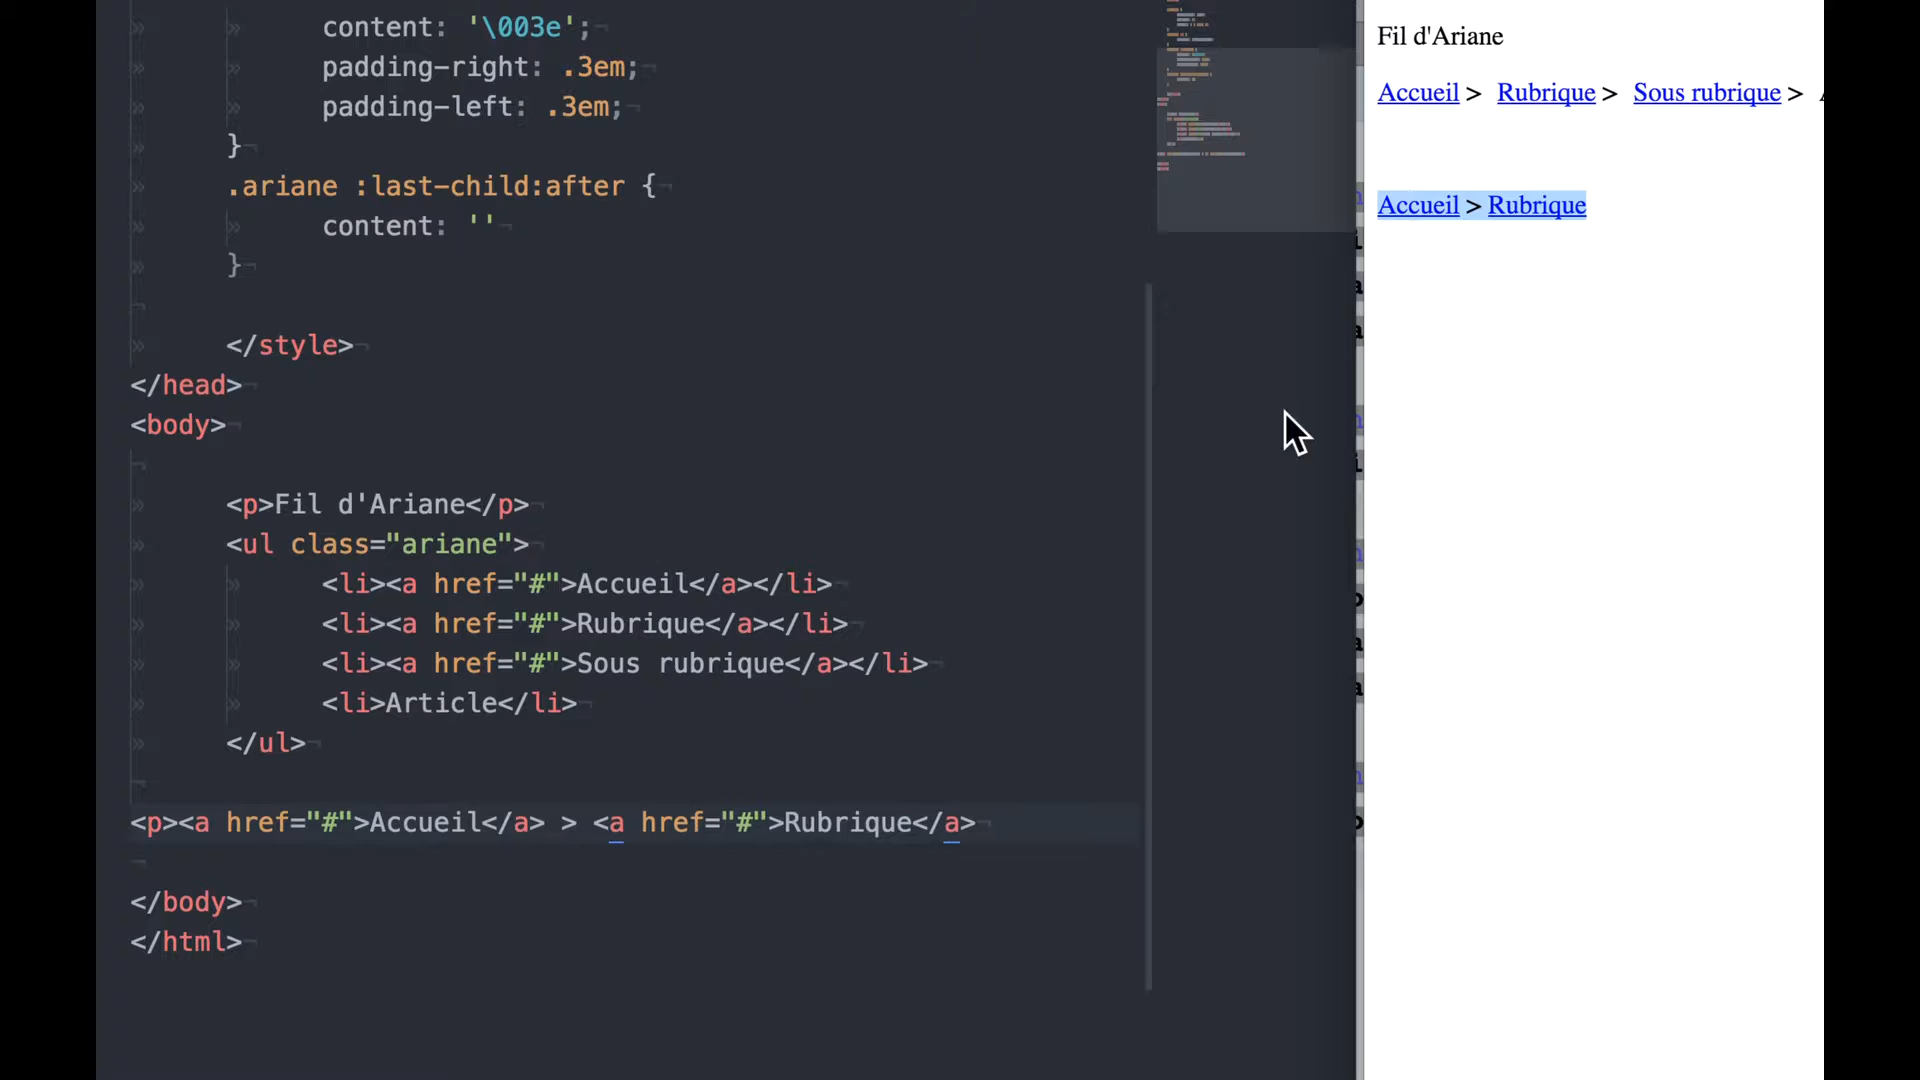 content: '\003e';
padding-right: .3em;
padding-left: .3em;
}
.ariane :last-child:after {
content: ''
}
</style>
</head>
<body>
<p>Fil d'Ariane</p>
<ul class="ariane">
<li><a href="#">Accueil</a></li>
<li><a href="#">Rubrique</a></li>
<li><a href="#">Sous rubrique</a></li>
<li>Article</li>
</ul>
<p><a href="#">Accueil</a> > <a href="#">Rubrique</a>
</body>
</html>
Fil d'Ariane
Accueil > Rubrique > Sous rubrique >
Accueil > Rubrique